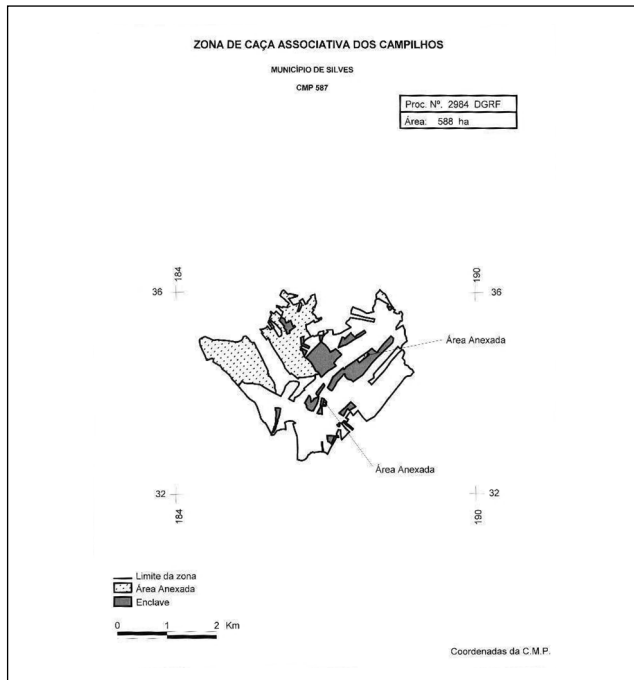 ZONA DE CAÇA ASSOCIATIVA DOS CAMPILHOS
MUNICÍPIO DE SILVES
CMP 587
Proc. Nº. 2984 DGRF
Área: 588 ha
184
190
36
36
Área Anexada
Área Anexada
32
32
184
190
Limite da zona
Área Anexada
Enclave
0 1 2 Km
Coordenadas da C.M.P.